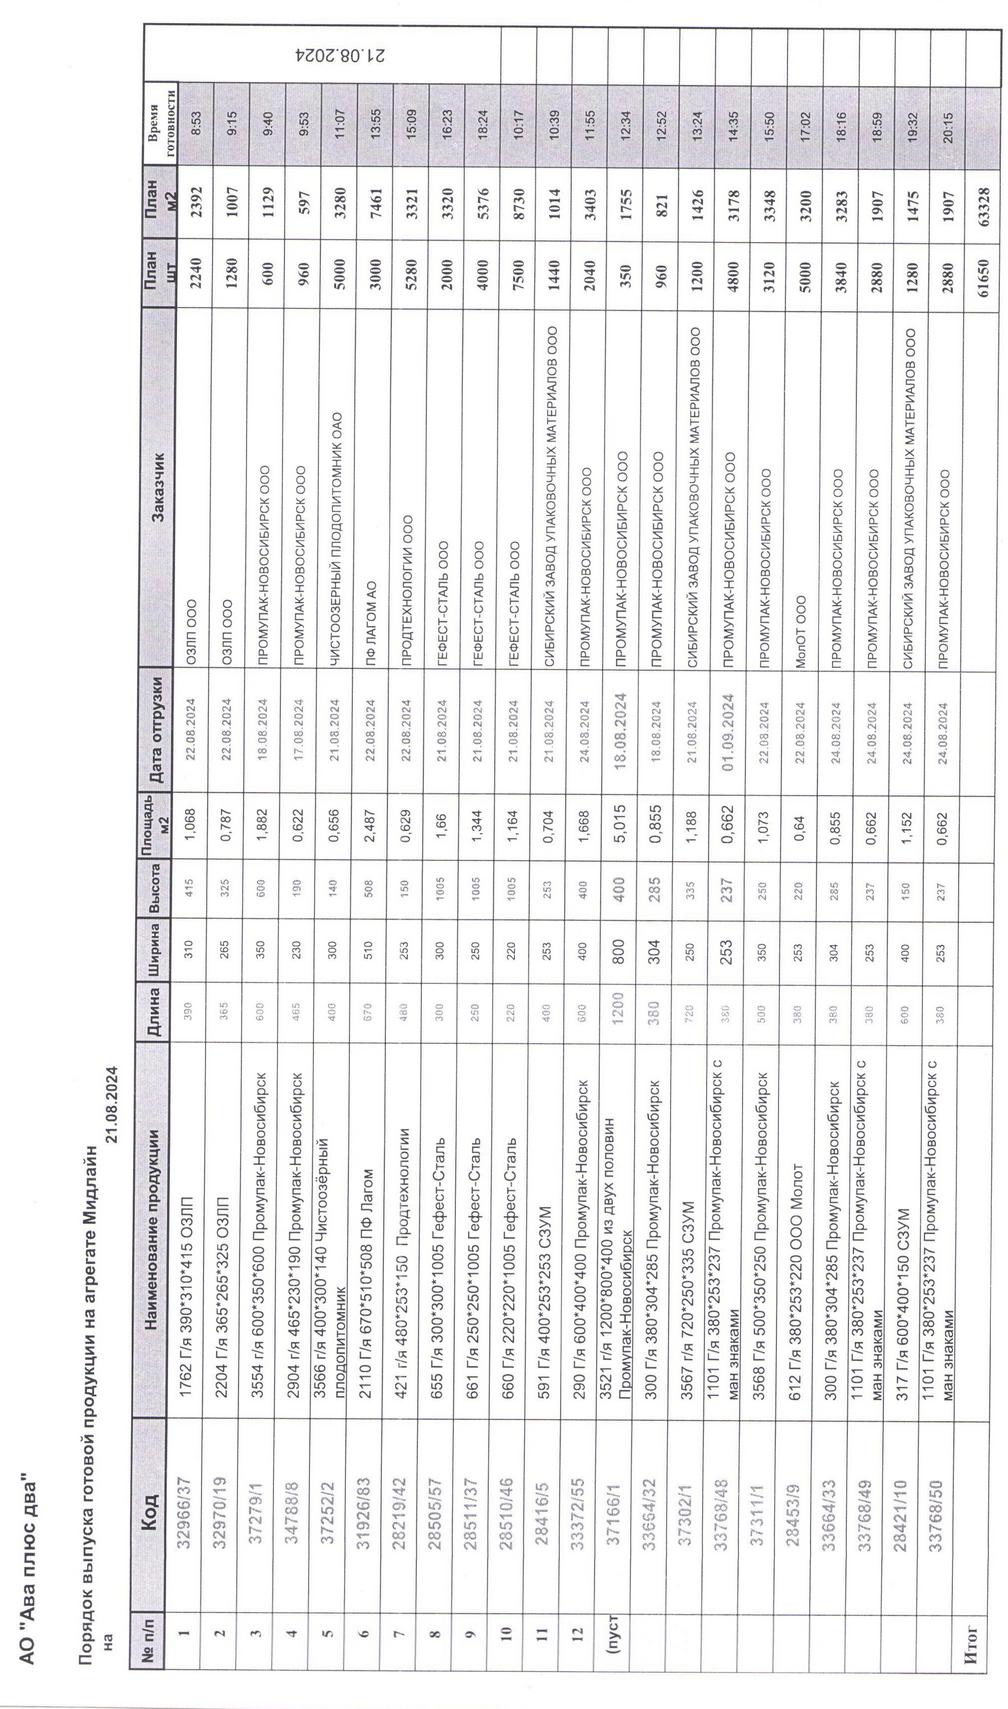 АО "Ава плюс два"
Порядок выпуска готовой продукции на агрегате Мидлайн
на 21.08.2024
№ п/п Код Наименование продукции Длина Ширина Высота Площадь м2 Дата отгрузки Заказчик План шт План м2 Время готовности
21.08.2024
1 32966/37 1762 Г/я 390*310*415 ОЗЛП 390 310 415 1,068 22.08.2024 ОЗЛП ООО 2240 2392 8:53
2 32970/19 2204 Г/я 365*265*325 ОЗЛП 365 265 325 0,787 22.08.2024 ОЗЛП ООО 1280 1007 9:15
3 37279/1 3554 Г/я 600*350*600 Промупак-Новосибирск 600 350 600 1,882 18.08.2024 ПРОМУПАК-НОВОСИБИРСК ООО 600 1129 9:40
4 34788/8 2904 Г/я 465*230*190 Промупак-Новосибирск 465 230 190 0,622 17.08.2024 ПРОМУПАК-НОВОСИБИРСК ООО 960 597 9:53
5 37252/2 3566 Г/я 400*300*140 Чистоозёрный плодопитомник 400 300 140 0,656 21.08.2024 ЧИСТООЗЕРНЫЙ ПЛОДОПИТОМНИК ОАО 5000 3280 11:07
6 31926/83 2110 Г/я 670*510*508 ПФ Лагом 670 510 508 2,487 22.08.2024 ПФ ЛАГОМ АО 3000 7461 13:55
7 28219/42 421 г/я 480*253*150 Продтехнологии 480 253 150 0,629 22.08.2024 ПРОДТЕХНОЛОГИИ ООО 5280 3321 15:09
8 28505/57 655 Г/я 300*300*1005 Гефест-Сталь 300 300 1005 1,66 21.08.2024 ГЕФЕСТ-СТАЛЬ ООО 2000 3320 16:23
9 28511/37 661 Г/я 250*250*1005 Гефест-Сталь 250 250 1005 1,344 21.08.2024 ГЕФЕСТ-СТАЛЬ ООО 4000 5376 18:24
10 28510/46 660 Г/я 220*220*1005 Гефест-Сталь 220 220 1005 1,164 21.08.2024 ГЕФЕСТ-СТАЛЬ ООО 7500 8730 10:17
11 28416/5 591 Г/я 400*253*253 СЗУМ 400 253 253 0,704 21.08.2024 СИБИРСКИЙ ЗАВОД УПАКОВОЧНЫХ МАТЕРИАЛОВ ООО 1440 1014 10:39
12 33372/55 290 Г/я 600*400*400 Промупак-Новосибирск 600 400 400 1,668 24.08.2024 ПРОМУПАК-НОВОСИБИРСК ООО 2040 3403 11:55
(пуст 37166/1 3521 г/я 1200*800*400 из двух половин Промупак-Новосибирск 1200 800 400 5,015 18.08.2024 ПРОМУПАК-НОВОСИБИРСК ООО 350 1755 12:34
33664/32 300 Г/я 380*304*285 Промупак-Новосибирск 380 304 285 0,855 18.08.2024 ПРОМУПАК-НОВОСИБИРСК ООО 960 821 12:52
37302/1 3567 г/я 720*250*335 СЗУМ 720 250 335 1,188 21.08.2024 СИБИРСКИЙ ЗАВОД УПАКОВОЧНЫХ МАТЕРИАЛОВ ООО 1200 1426 13:24
33768/48 1101 Г/я 380*253*237 Промупак-Новосибирск с ман знаками 380 253 237 0,662 01.09.2024 ПРОМУПАК-НОВОСИБИРСК ООО 4800 3178 14:35
37311/1 3568 Г/я 500*350*250 Промупак-Новосибирск 500 350 250 1,073 22.08.2024 ПРОМУПАК-НОВОСИБИРСК ООО 3120 3348 15:50
28453/9 612 Г/я 380*253*220 ООО Молот 380 253 220 0,64 22.08.2024 МолОТ ООО 5000 3200 17:02
33664/33 300 Г/я 380*304*285 Промупак-Новосибирск 380 304 285 0,855 24.08.2024 ПРОМУПАК-НОВОСИБИРСК ООО 3840 3283 18:16
33768/49 1101 Г/я 380*253*237 Промупак-Новосибирск с ман знаками 380 253 237 0,662 24.08.2024 ПРОМУПАК-НОВОСИБИРСК ООО 2880 1907 18:59
28421/10 317 Г/я 600*400*150 СЗУМ 600 400 150 1,152 24.08.2024 СИБИРСКИЙ ЗАВОД УПАКОВОЧНЫХ МАТЕРИАЛОВ ООО 1280 1475 19:32
33768/50 1101 Г/я 380*253*237 Промупак-Новосибирск с ман знаками 380 253 237 0,662 24.08.2024 ПРОМУПАК-НОВОСИБИРСК ООО 2880 1907 20:15
Итог 61650 63328